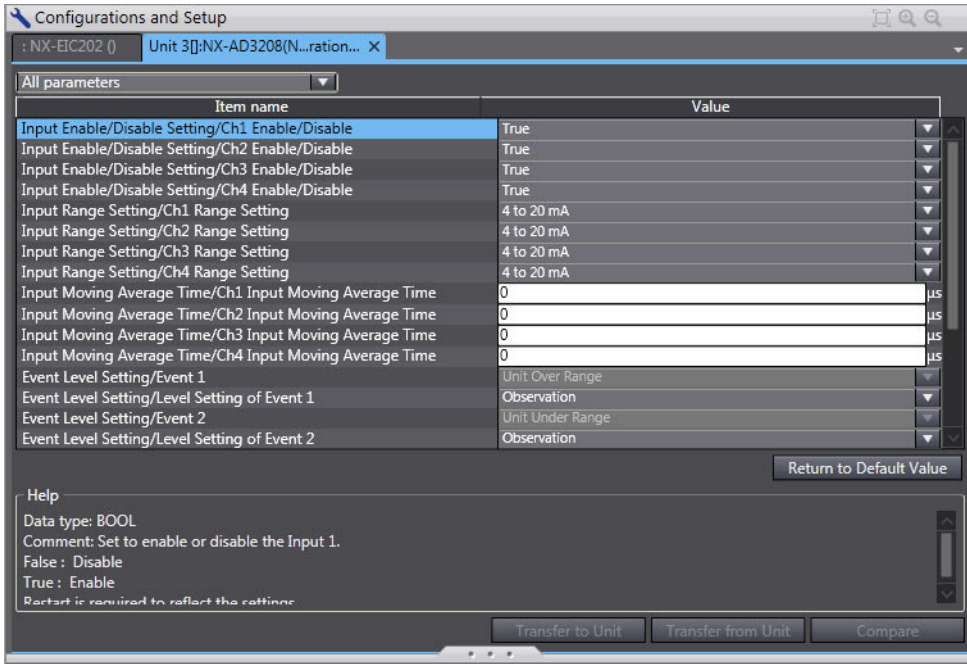 Configurations and Setup
: NX-EIC202 () Unit 3[]:NX-AD3208(N...ration... ×
All parameters
Item name Value
Input Enable/Disable Setting/Ch1 Enable/Disable True
Input Enable/Disable Setting/Ch2 Enable/Disable True
Input Enable/Disable Setting/Ch3 Enable/Disable True
Input Enable/Disable Setting/Ch4 Enable/Disable True
Input Range Setting/Ch1 Range Setting 4 to 20 mA
Input Range Setting/Ch2 Range Setting 4 to 20 mA
Input Range Setting/Ch3 Range Setting 4 to 20 mA
Input Range Setting/Ch4 Range Setting 4 to 20 mA
Input Moving Average Time/Ch1 Input Moving Average Time 0 µs
Input Moving Average Time/Ch2 Input Moving Average Time 0 µs
Input Moving Average Time/Ch3 Input Moving Average Time 0 µs
Input Moving Average Time/Ch4 Input Moving Average Time 0 µs
Event Level Setting/Event 1 Unit Over Range
Event Level Setting/Level Setting of Event 1 Observation
Event Level Setting/Event 2 Unit Under Range
Event Level Setting/Level Setting of Event 2 Observation
Return to Default Value
Help
Data type: BOOL
Comment: Set to enable or disable the Input 1.
False : Disable
True : Enable
Restart is required to reflect the settings
Transfer to Unit Transfer from Unit Compare